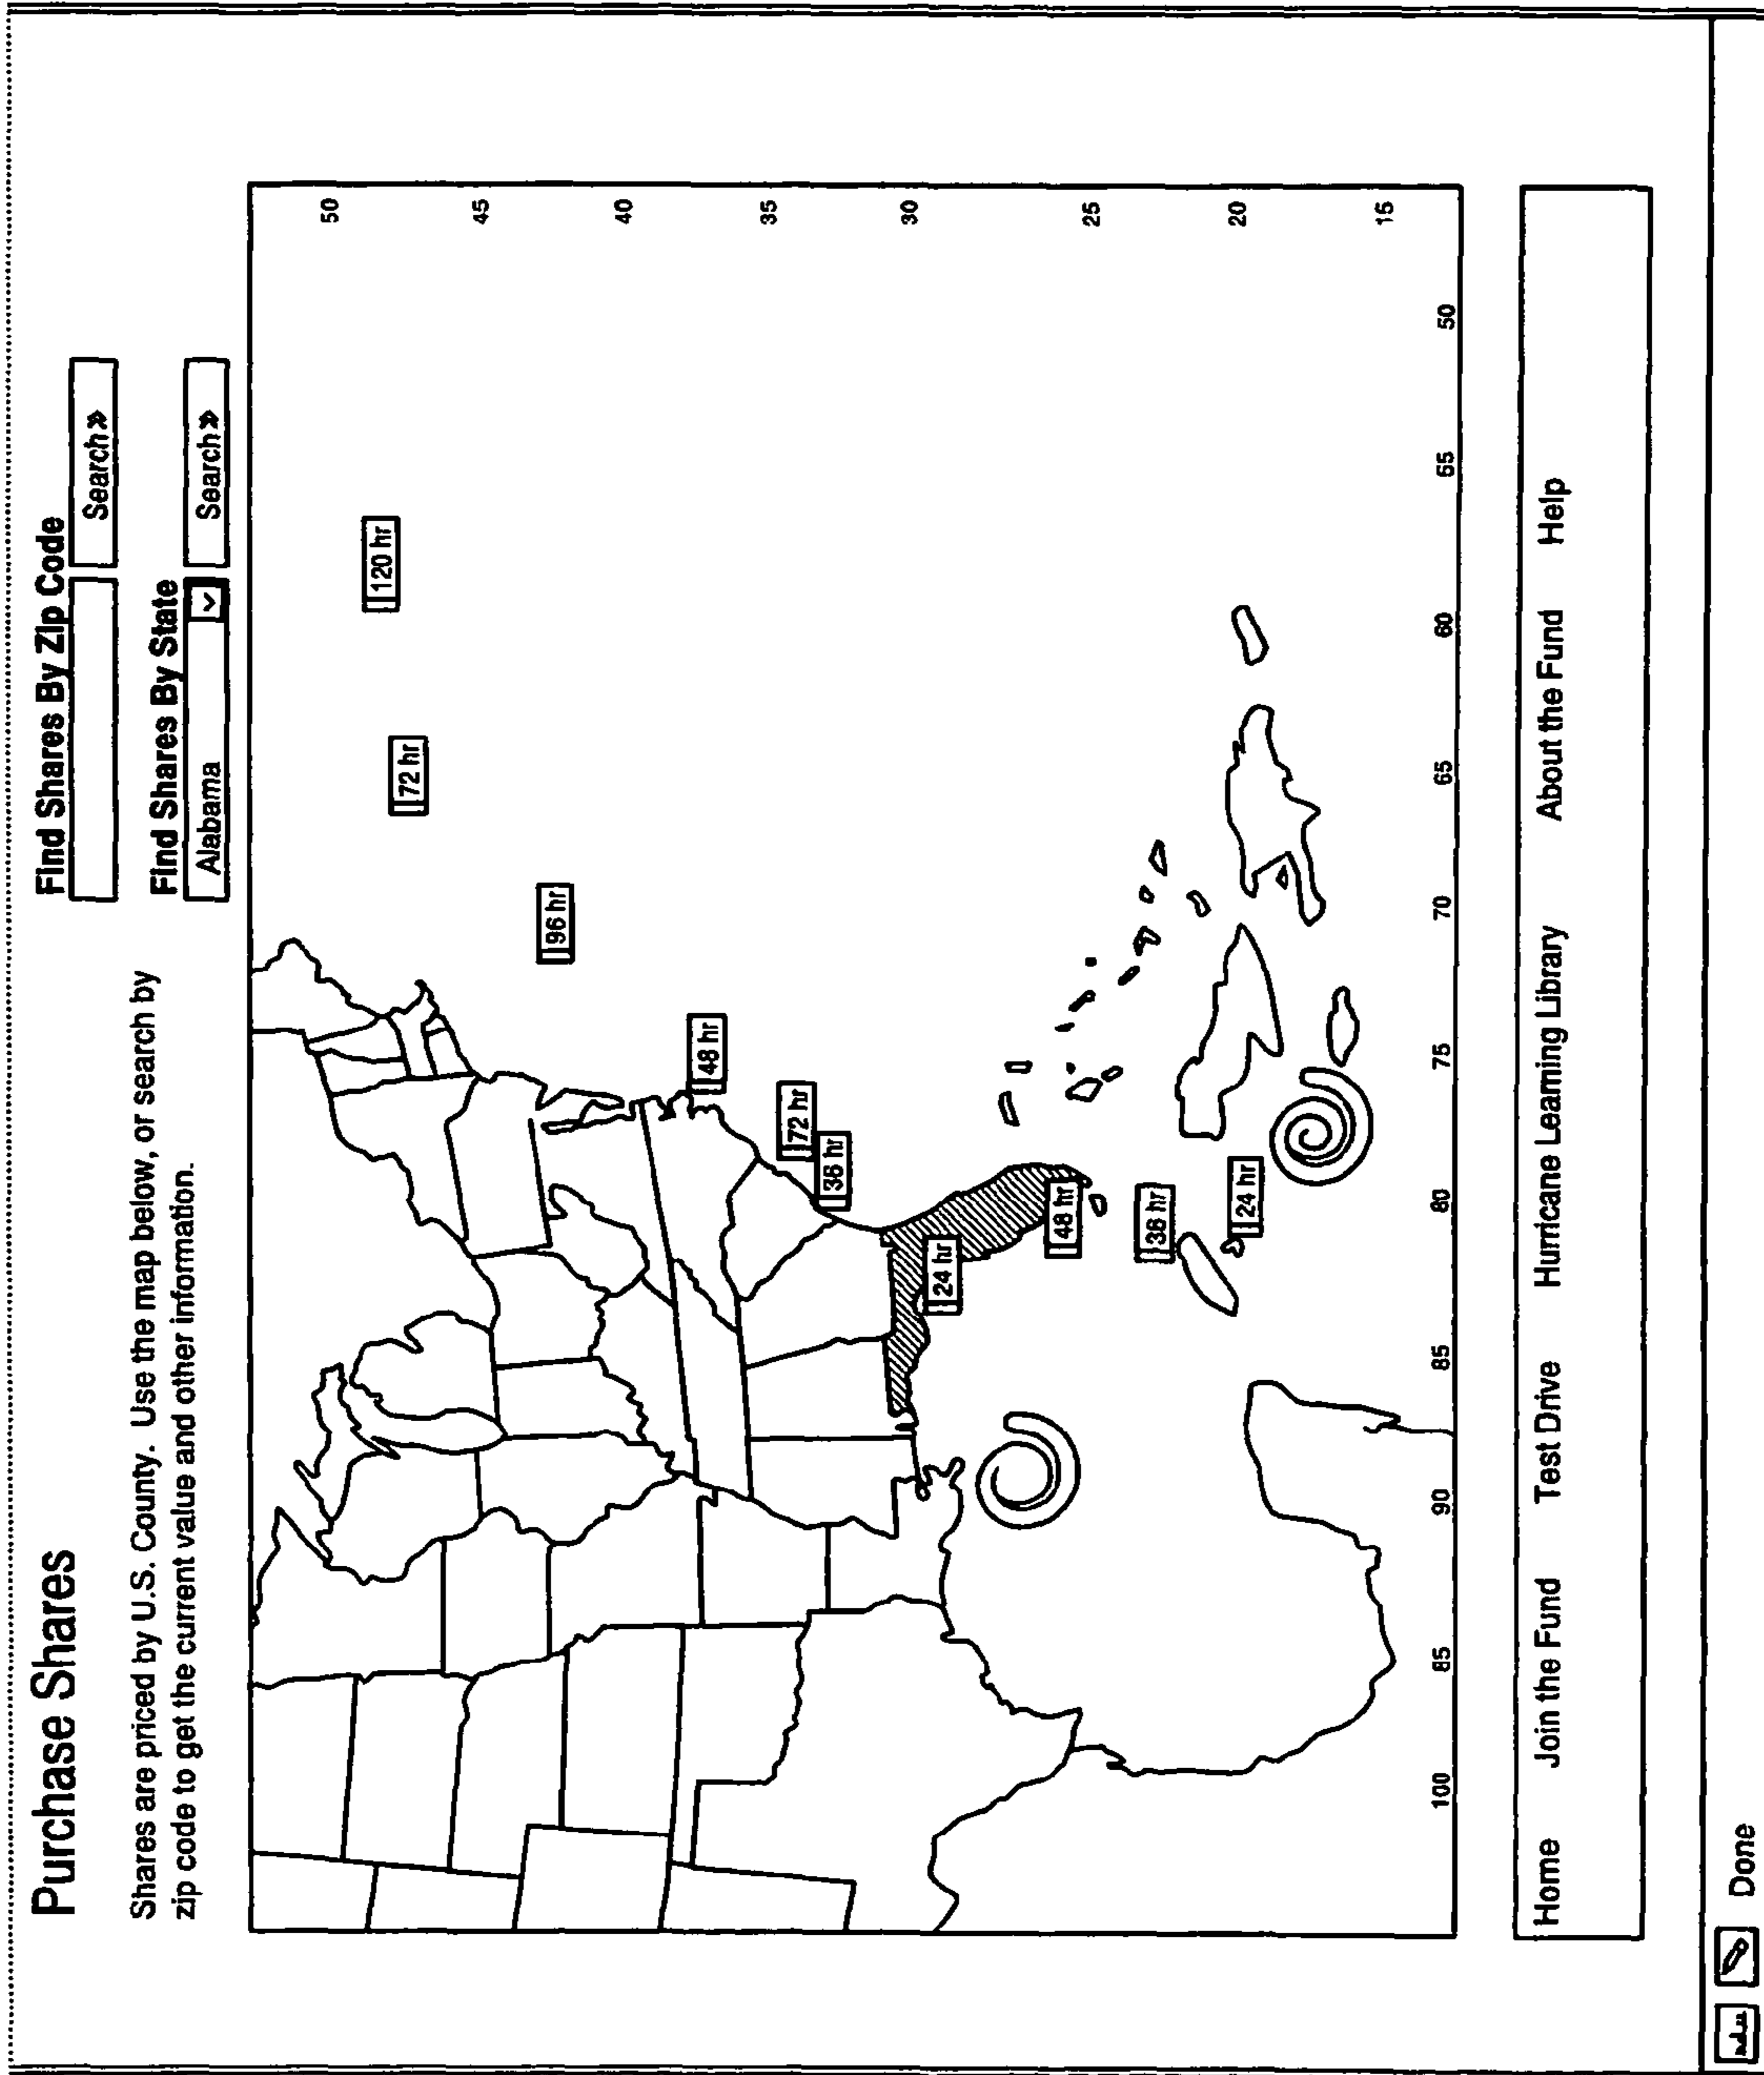 Purchase Shares
Shares are priced by U.S. County. Use the map below, or search by
zip code to get the current value and other information.
Find Shares By Zip Code
Search»
Find Shares By State
Alabama
Search»
50
45
40
35
30
25
20
15
120 hr
72 hr
96 hr
48 hr
72 hr
36 hr
24 hr
48 hr
36 hr
24 hr
100 85 90 85 80 75 70 65 60 55 50
Home Join the Fund Test Drive Hurricane Learning Library About the Fund Help
Done